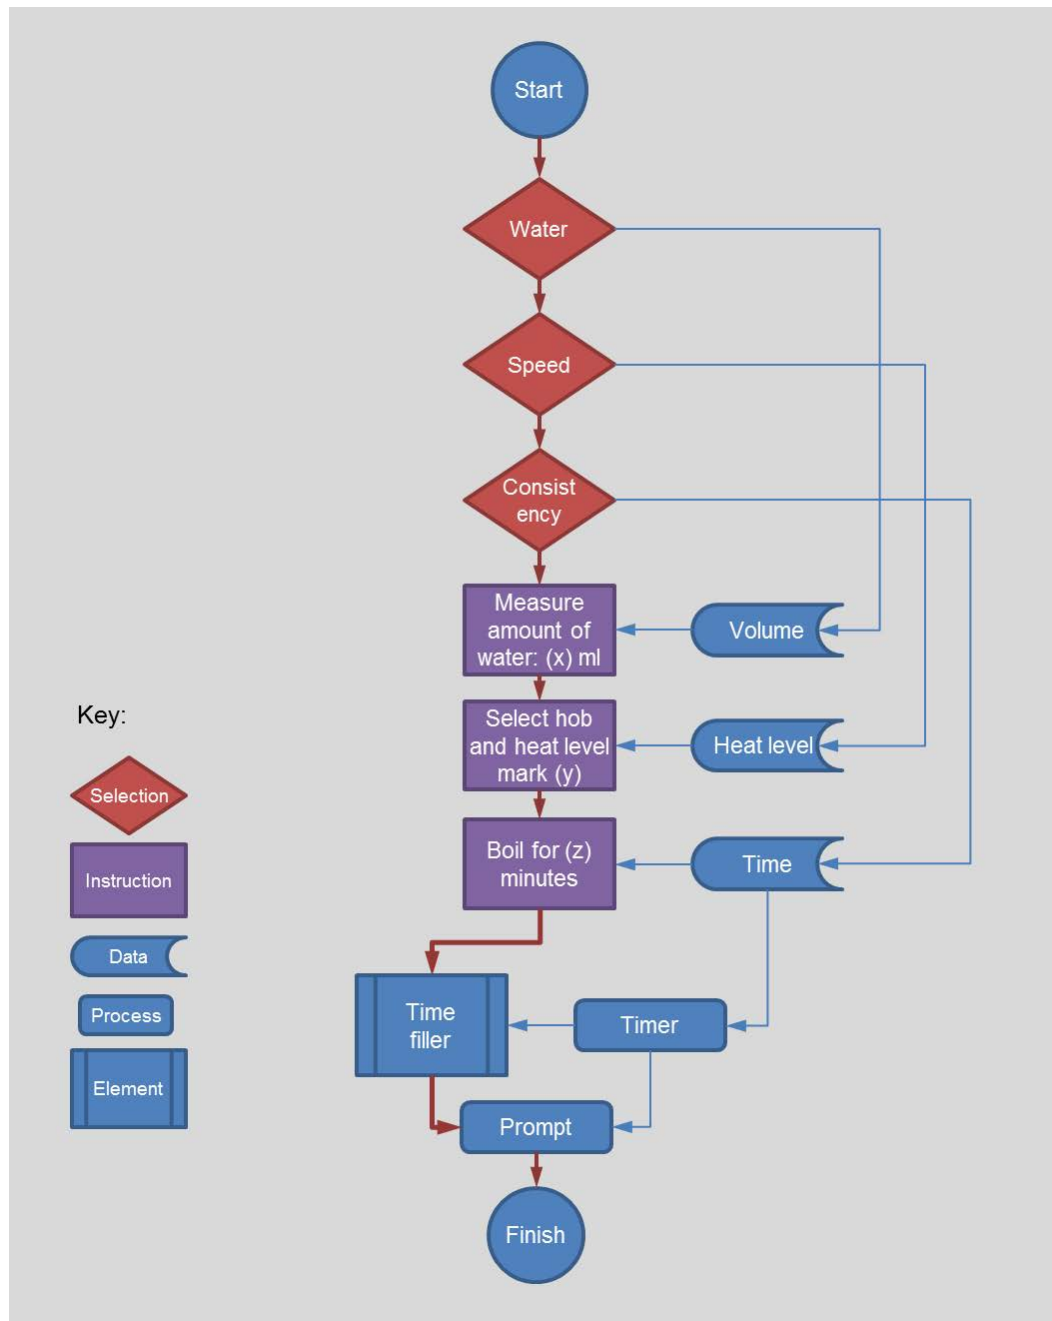 Start
Water
Speed
Consist
ency
Measure
amount of
water: (x) ml
Volume
Select hob
and heat level
mark (y)
Heat level
Boil for (z)
minutes
Time
Time
filler
Timer
Prompt
Finish
Key:
Selection
Instruction
Data
Process
Element